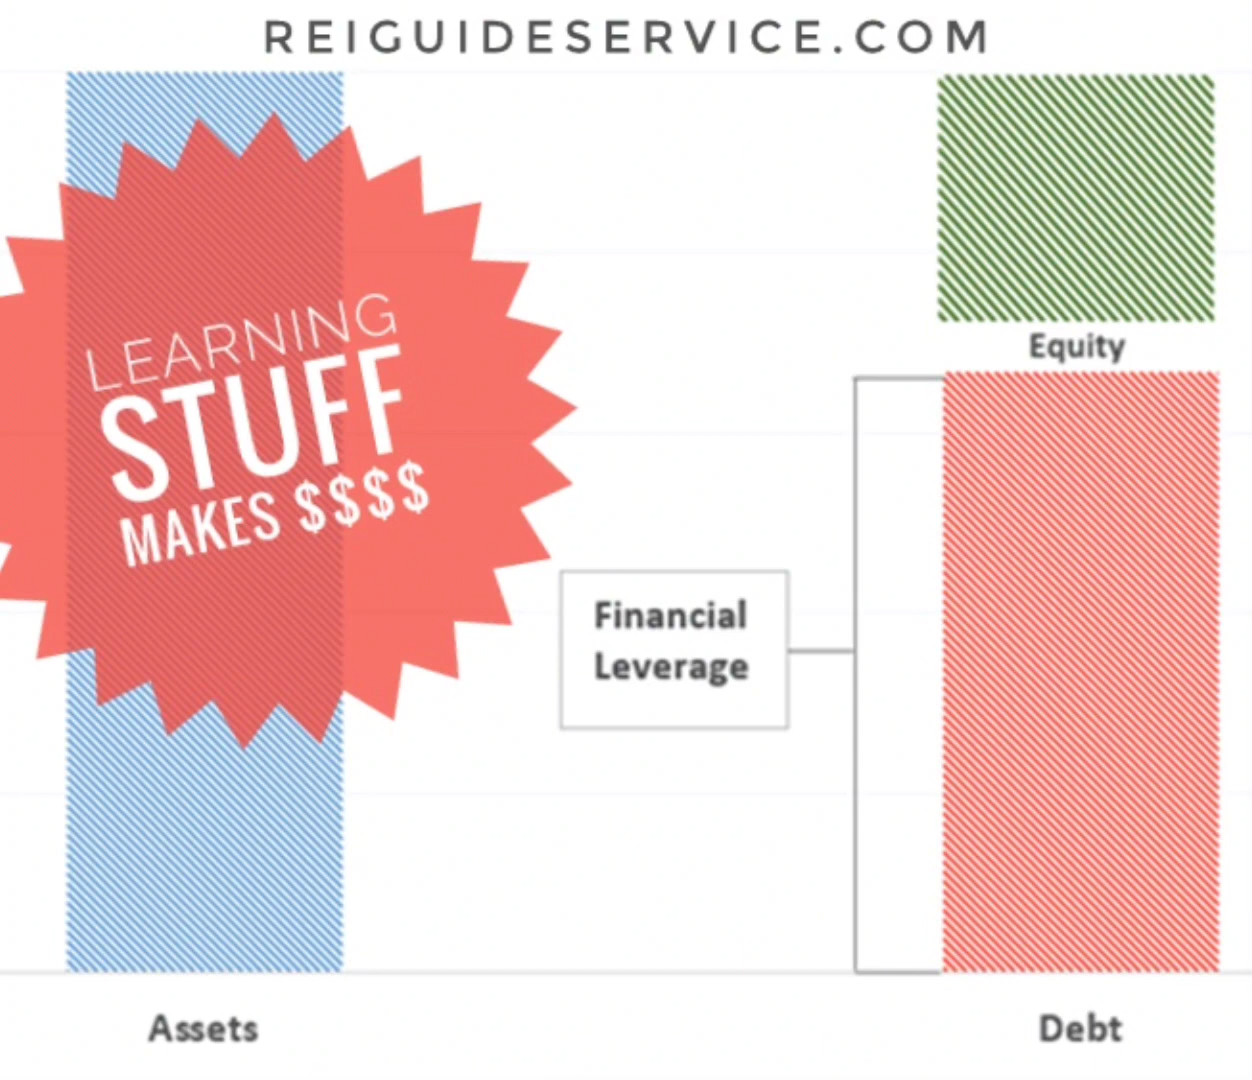 REIGUIDESERVICE.COM
LEARNING
STUFF
MAKES $$$$
Equity
Financial
Leverage
Assets
Debt